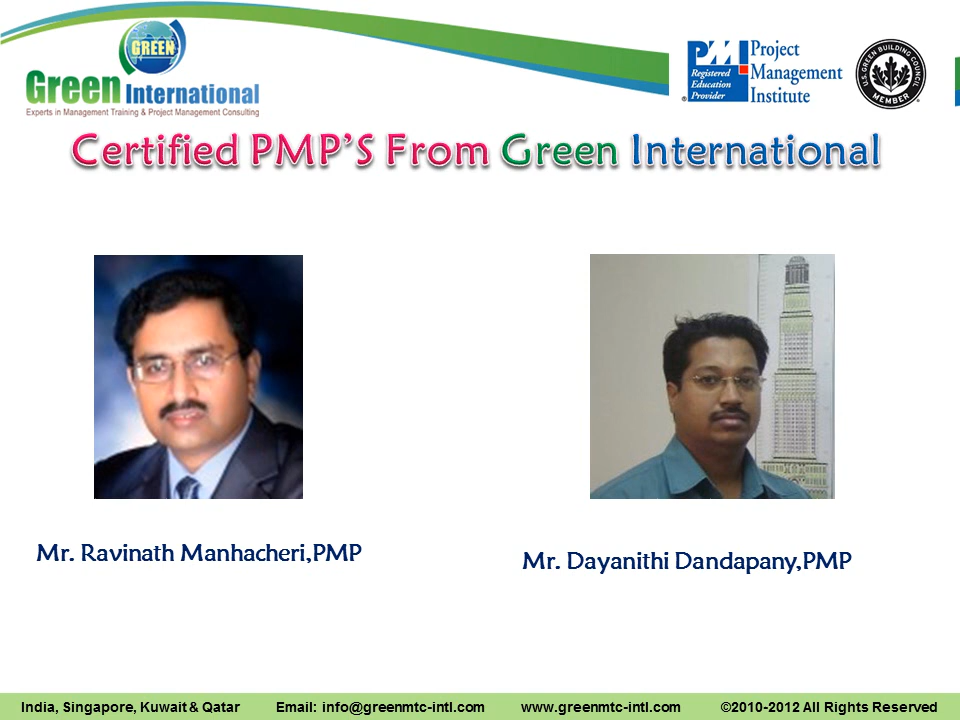 GREEN
Green International
Experts in Management Training & Project Management Consulting
PMI
Registered
Education
Provider
®
Project
Management
Institute
U.S. GREEN BUILDING COUNCIL
MEMBER
Certified PMP'S From Green International
Mr. Ravinath Manhacheri,PMP
Mr. Dayanithi Dandapany,PMP
India, Singapore, Kuwait & Qatar Email: info@greenmtc-intl.com www.greenmtc-intl.com ©2010-2012 All Rights Reserved